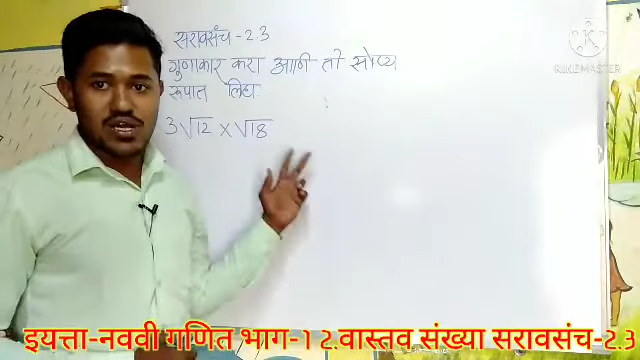 सरावसंच - 2.3
गुणाकार करा आणि ती सोप्य
रूपात लिहा
3√12 × √18
KINEMASTER
इयत्ता-नववी गणित भाग-1 2.वास्तव संख्या सरावसंच-2.3